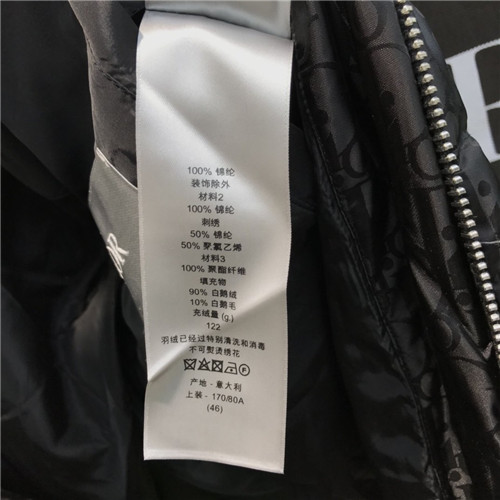 100% 锦纶
装饰除外
材料2
100% 锦纶
刺绣
50% 锦纶
50% 聚氯乙烯
材料3
100% 聚酯纤维
填充物
90% 白鹅绒
10% 白鹅毛
充绒量 (g.)
122
羽绒已经过特别清洗和消毒
不可熨烫绣花
产地 - 意大利
上装 - 170/80A
(46)
R